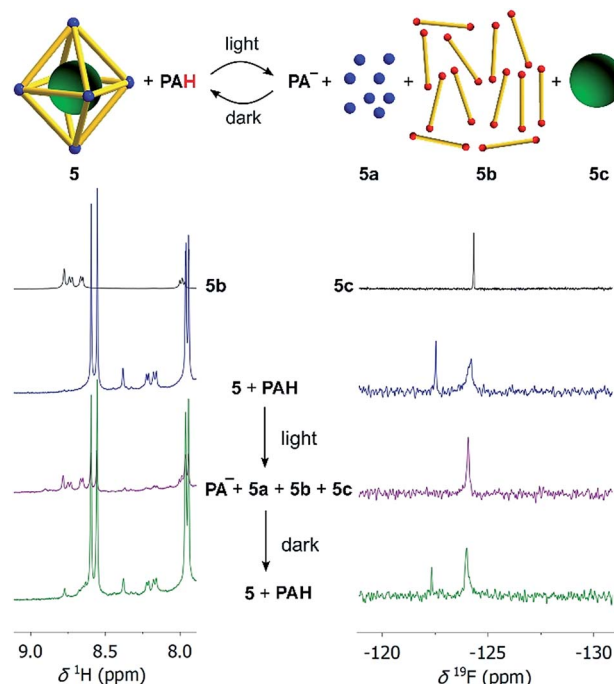 + PAH
light
dark
PA⁻ + + +
5
5a
5b
5c
5b
5c
5 + PAH
light
PA⁻+ 5a + 5b + 5c
dark
5 + PAH
9.0 8.5 8.0
-120 -125 -130
δ ¹H (ppm)
δ ¹⁹F (ppm)